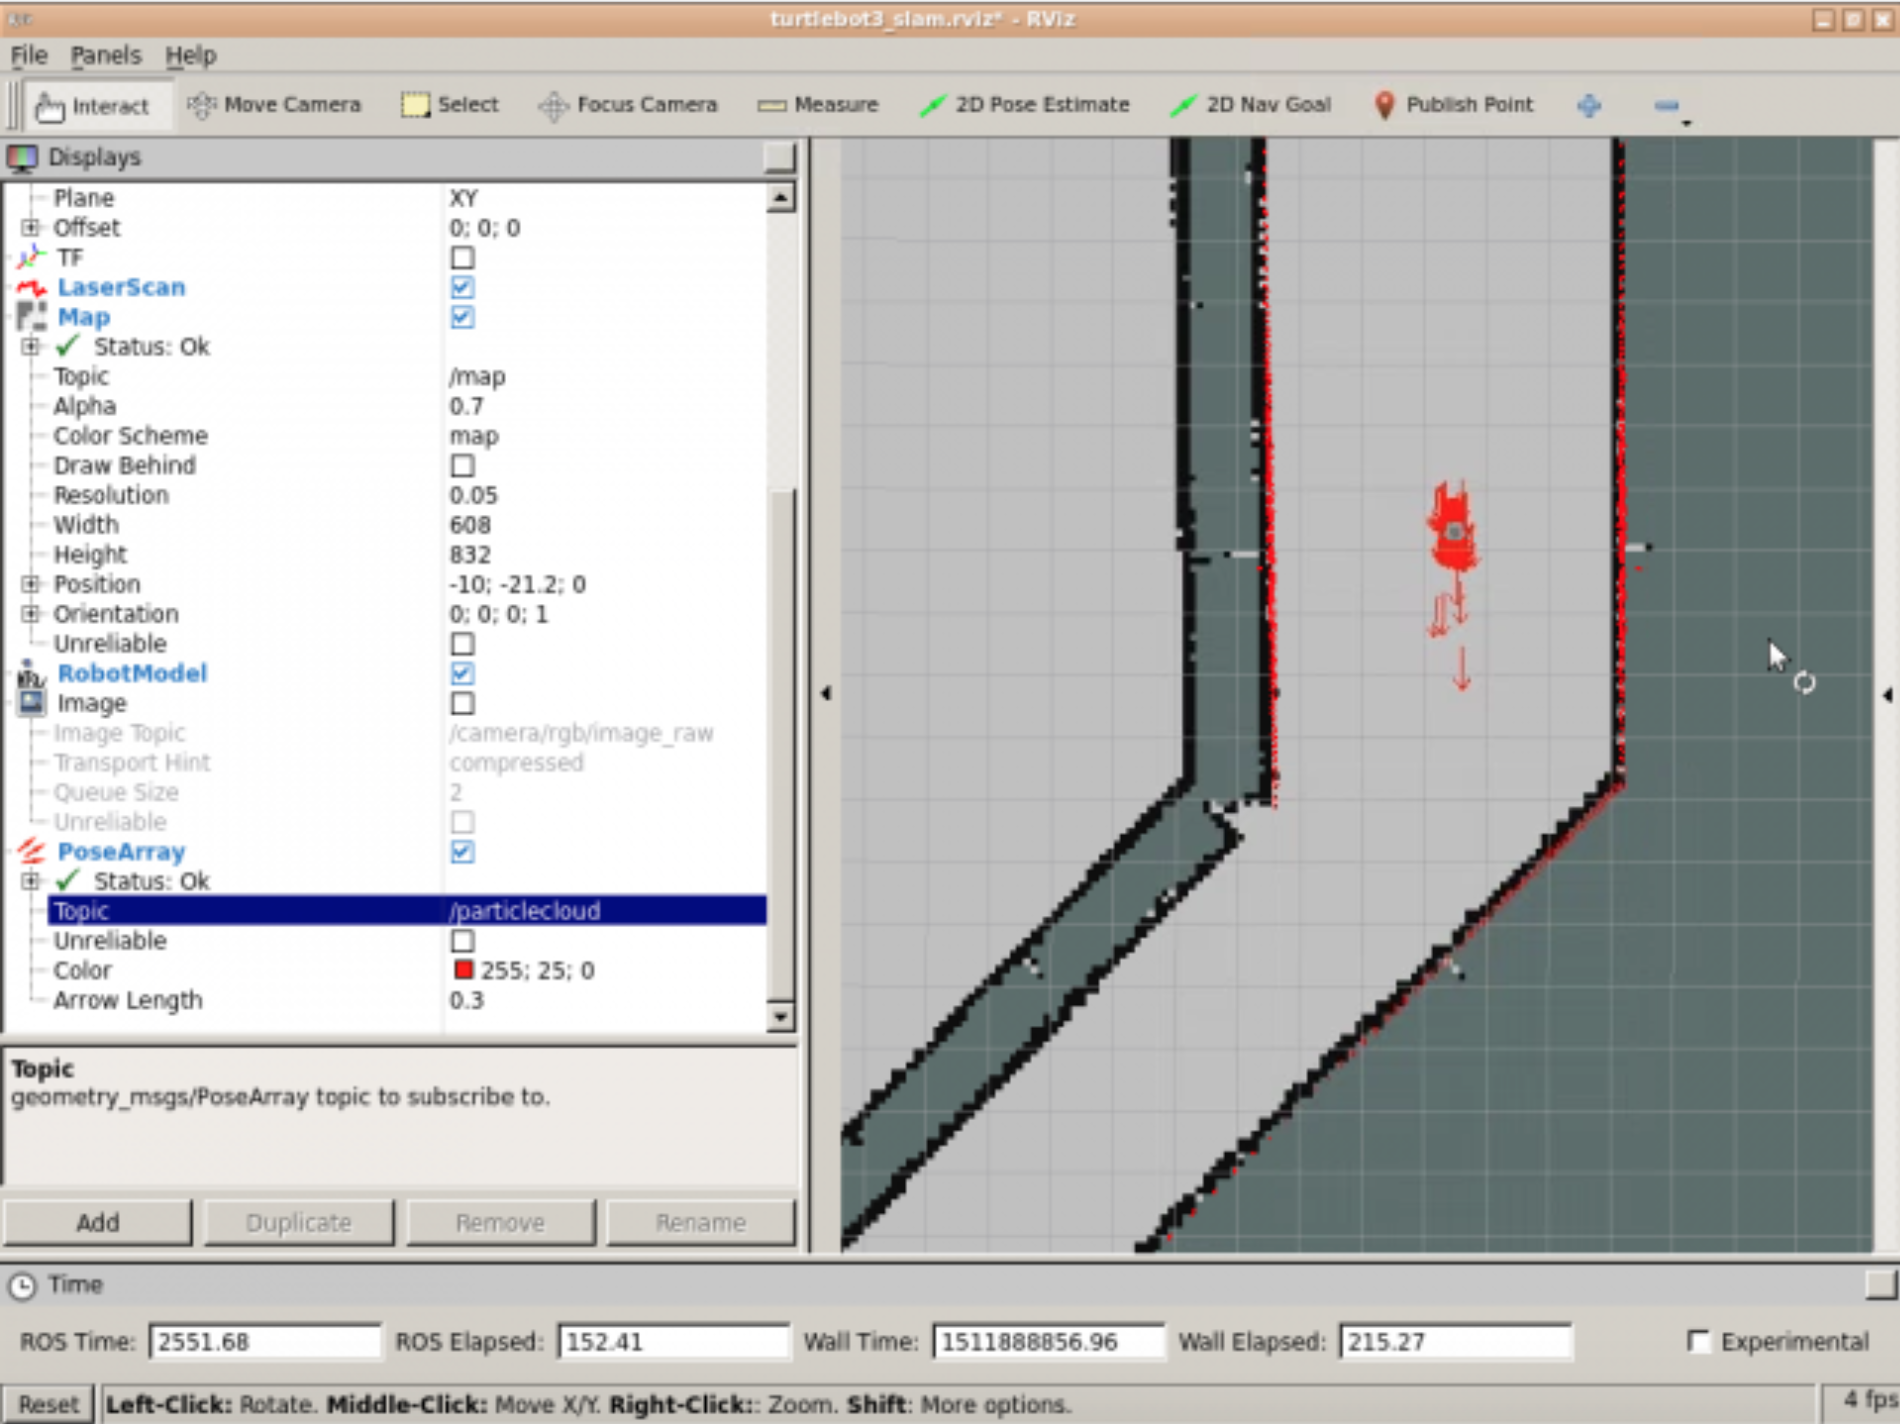 turtlebot3_slam.rviz* - RViz
File Panels Help
Interact Move Camera Select Focus Camera Measure 2D Pose Estimate 2D Nav Goal Publish Point
Displays
Plane XY
Offset 0; 0; 0
TF
LaserScan
Map
Status: Ok
Topic /map
Alpha 0.7
Color Scheme map
Draw Behind
Resolution 0.05
Width 608
Height 832
Position -10; -21.2; 0
Orientation 0; 0; 0; 1
Unreliable
RobotModel
Image
Image Topic /camera/rgb/image_raw
Transport Hint compressed
Queue Size 2
Unreliable
PoseArray
Status: Ok
Topic /particlecloud
Unreliable
Color 255; 25; 0
Arrow Length 0.3
Topic
geometry_msgs/PoseArray topic to subscribe to.
Add Duplicate Remove Rename
Time
ROS Time: 2551.68 ROS Elapsed: 152.41 Wall Time: 1511888856.96 Wall Elapsed: 215.27 Experimental
Reset Left-Click: Rotate. Middle-Click: Move X/Y. Right-Click:: Zoom. Shift: More options. 4 fps